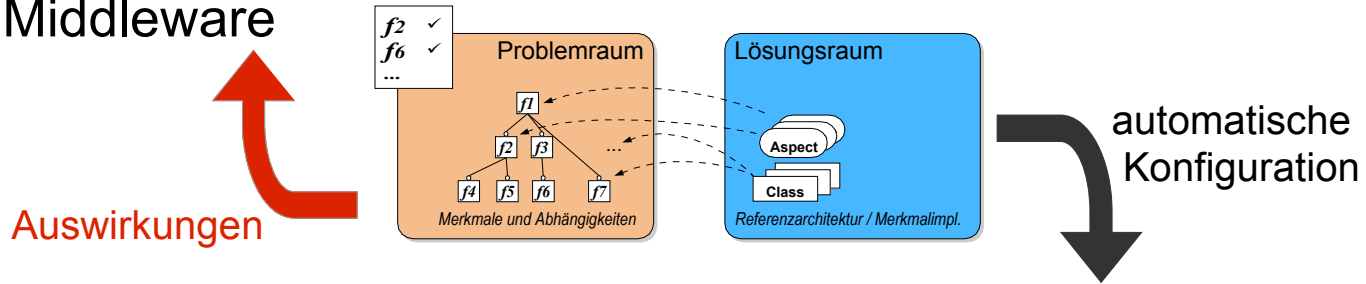 Middleware
f2 ✓
f6 ✓
...
Problemraum
f1
f2 f3 ...
f4 f5 f6 f7
Merkmale und Abhängigkeiten
Lösungsraum
Aspect
Class
Referenzarchitektur / Merkmalimpl.
automatische
Konfiguration
Auswirkungen